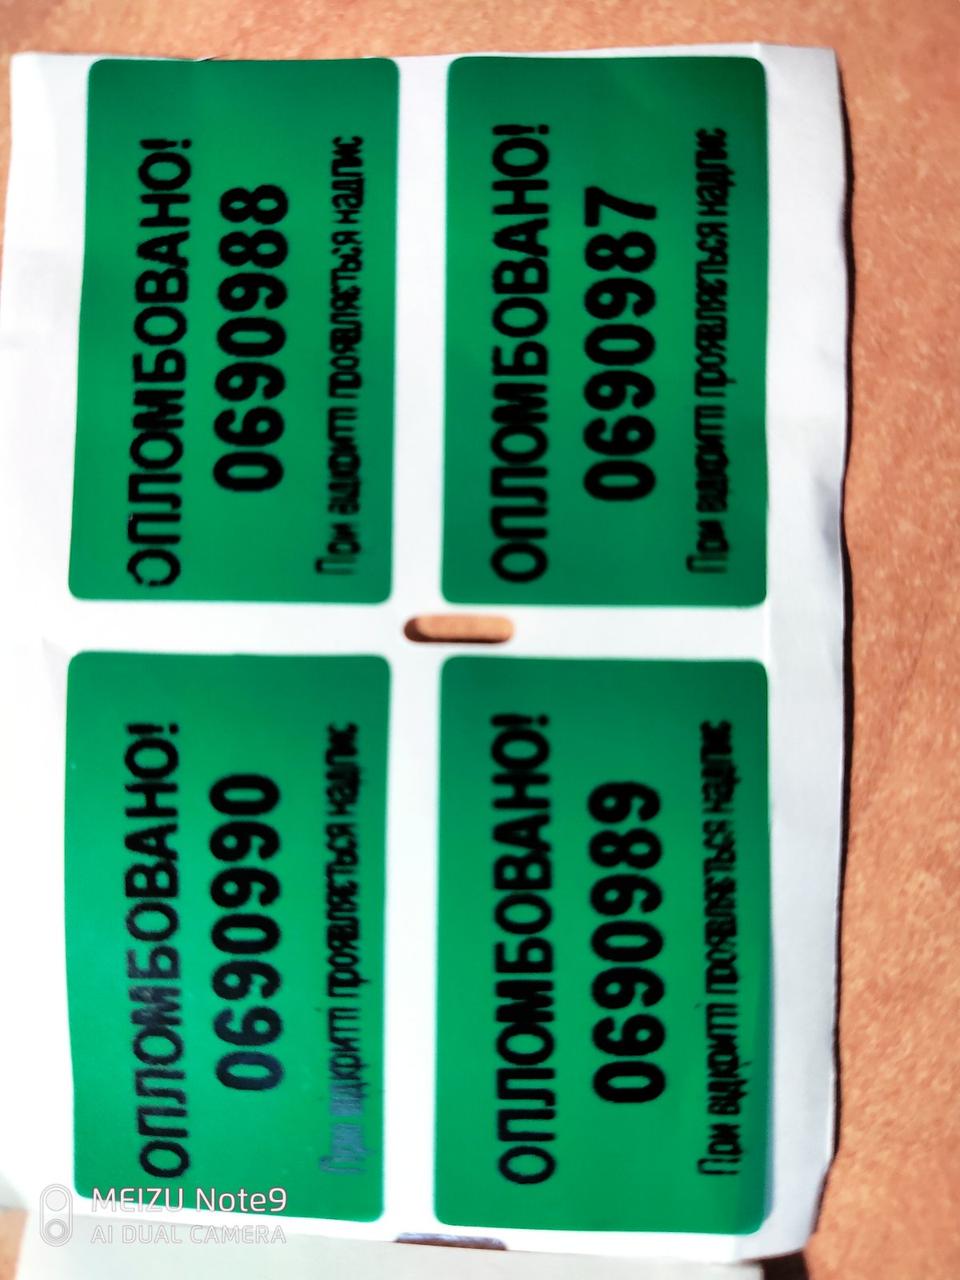 ОПЛОМБОВАНО!
0690988
При відкритті проявляється надпис
ОПЛОМБОВАНО!
0690987
При відкритті проявляється надпис
ОПЛОМБОВАНО!
0690990
При відкритті проявляється надпис
ОПЛОМБОВАНО!
0690989
При відкритті проявляється надпис
MEIZU Note9
AI DUAL CAMERA